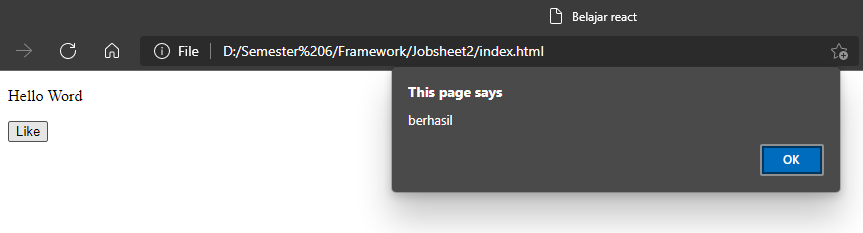 Belajar react
File D:/Semester%206/Framework/Jobsheet2/index.html
This page says
berhasil
OK
Hello Word
Like